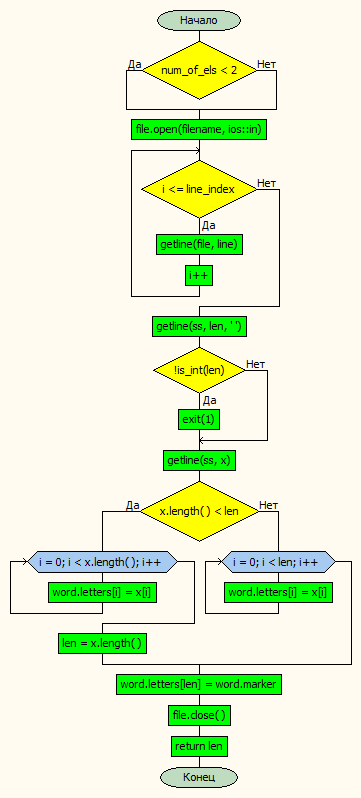 Начало
num_of_els < 2
Да
Нет
file.open(filename, ios::in)
i <= line_index
Нет
Да
getline(file, line)
i++
getline(ss, len, ' ')
!is_int(len)
Нет
Да
exit(1)
getline(ss, x)
x.length() < len
Да
Нет
i = 0; i < x.length(); i++
i = 0; i < len; i++
word.letters[i] = x[i]
word.letters[i] = x[i]
len = x.length()
word.letters[len] = word.marker
file.close()
return len
Конец